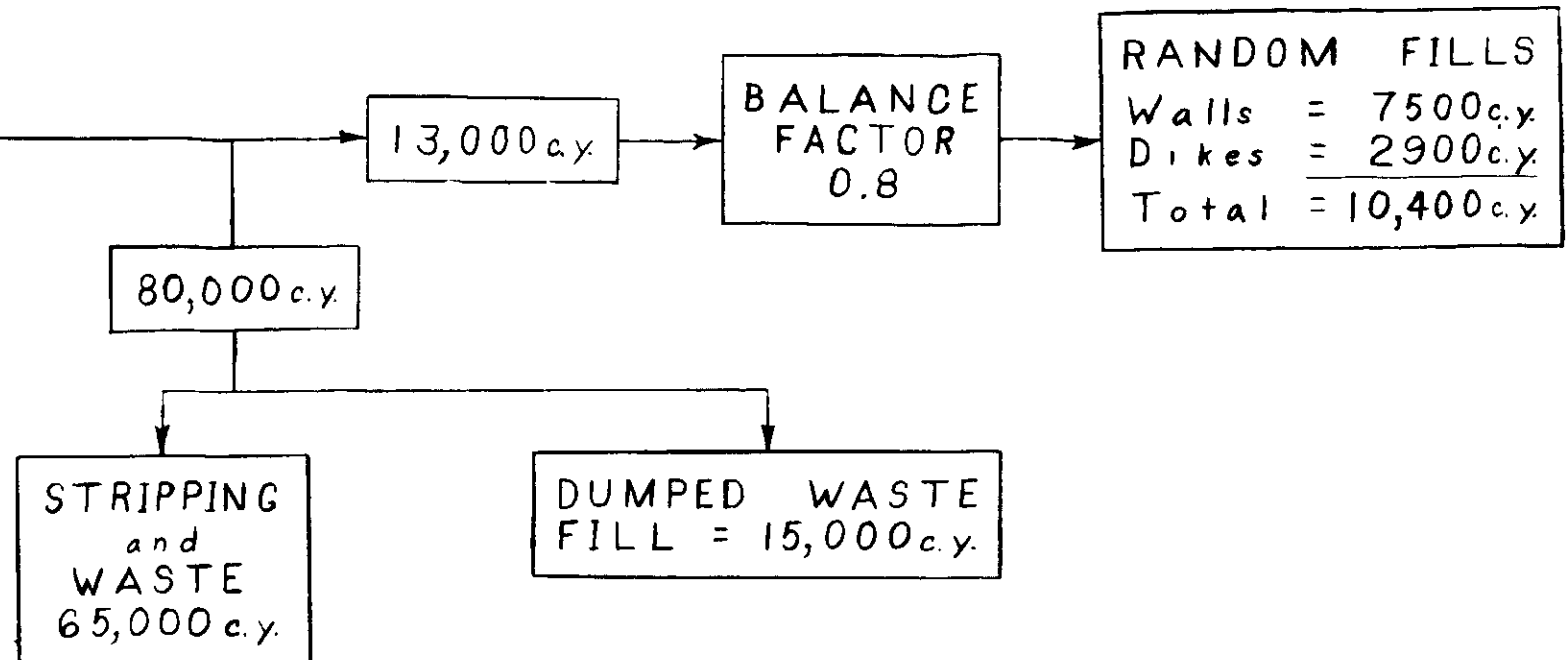 13,000 c.y.
BALANCE
FACTOR
0.8
RANDOM FILLS
Walls = 7500 c.y.
Dikes = 2900 c.y.
Total = 10,400 c.y.
80,000 c.y.
STRIPPING
and
WASTE
65,000 c.y.
DUMPED WASTE
FILL = 15,000 c.y.